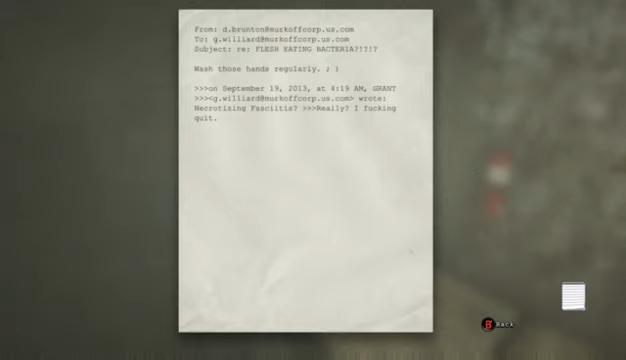 From: d.brunton@murkoffcorp.us.com
To: g.williard@murkoffcorp.us.com
Subject: re: FLESH EATING BACTERIA?!?!?
Wash those hands regularly. ; )
>>>on September 19, 2013, at 4:19 AM, GRANT
>>><g.williard@murkoffcorp.us.com> wrote:
Necrotizing Fasciitis? >>>Really? I fucking
quit.
B Back